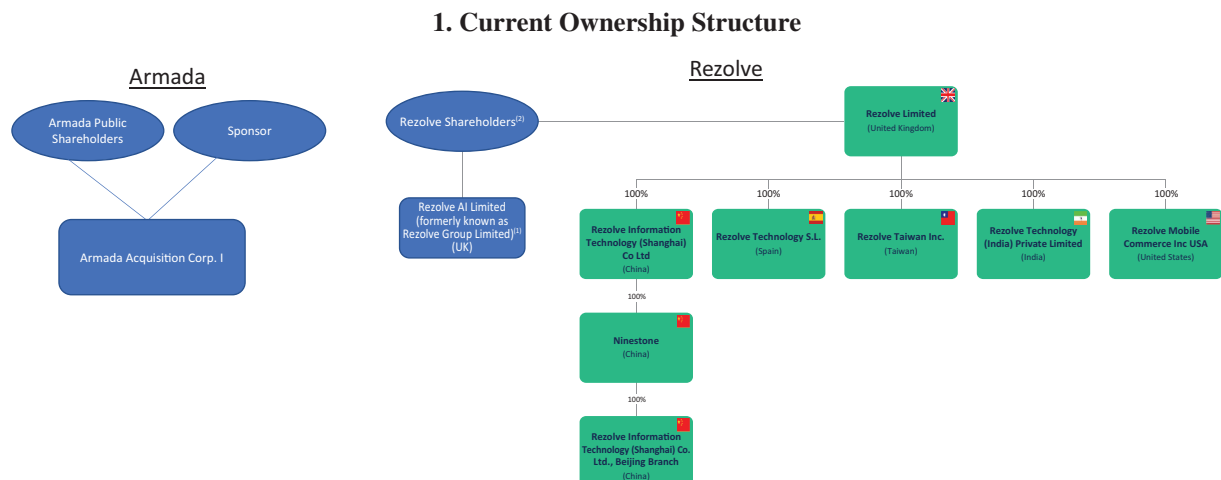 1. Current Ownership Structure
Armada
Rezolve
Armada Public
Shareholders
Sponsor
Armada Acquisition Corp. I
Rezolve Shareholders(2)
Rezolve AI Limited
(formerly known as
Rezolve Group Limited)(1)
(UK)
Rezolve Limited
(United Kingdom)
100%
100%
100%
100%
100%
Rezolve Information
Technology (Shanghai)
Co Ltd
(China)
Rezolve Technology S.L.
(Spain)
Rezolve Taiwan Inc.
(Taiwan)
Rezolve Technology
(India) Private Limited
(India)
Rezolve Mobile
Commerce Inc USA
(United States)
100%
Ninestone
(China)
100%
Rezolve Information
Technology (Shanghai) Co.
Ltd., Beijing Branch
(China)